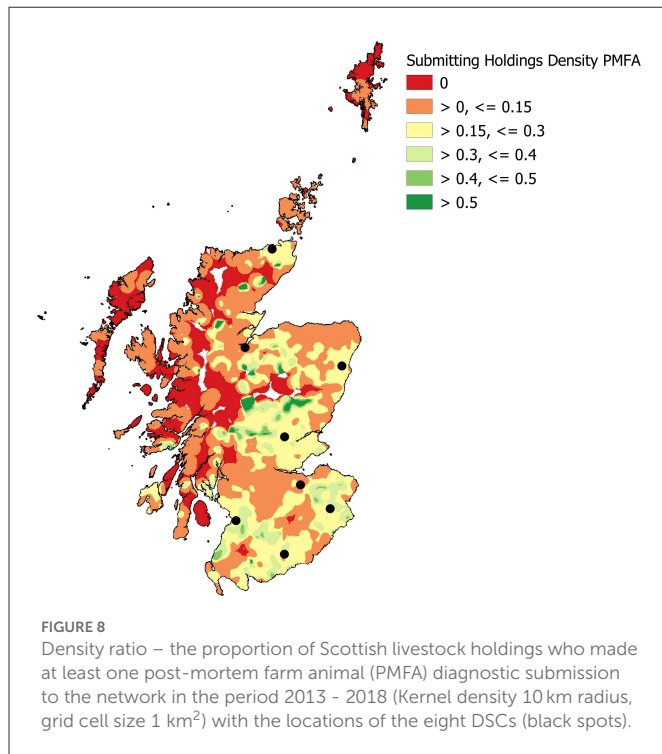 Submitting Holdings Density PMFA
0
> 0, <= 0.15
> 0.15, <= 0.3
> 0.3, <= 0.4
> 0.4, <= 0.5
> 0.5
FIGURE 8
Density ratio – the proportion of Scottish livestock holdings who made
at least one post-mortem farm animal (PMFA) diagnostic submission
to the network in the period 2013 - 2018 (Kernel density 10 km radius,
grid cell size 1 km²) with the locations of the eight DSCs (black spots).